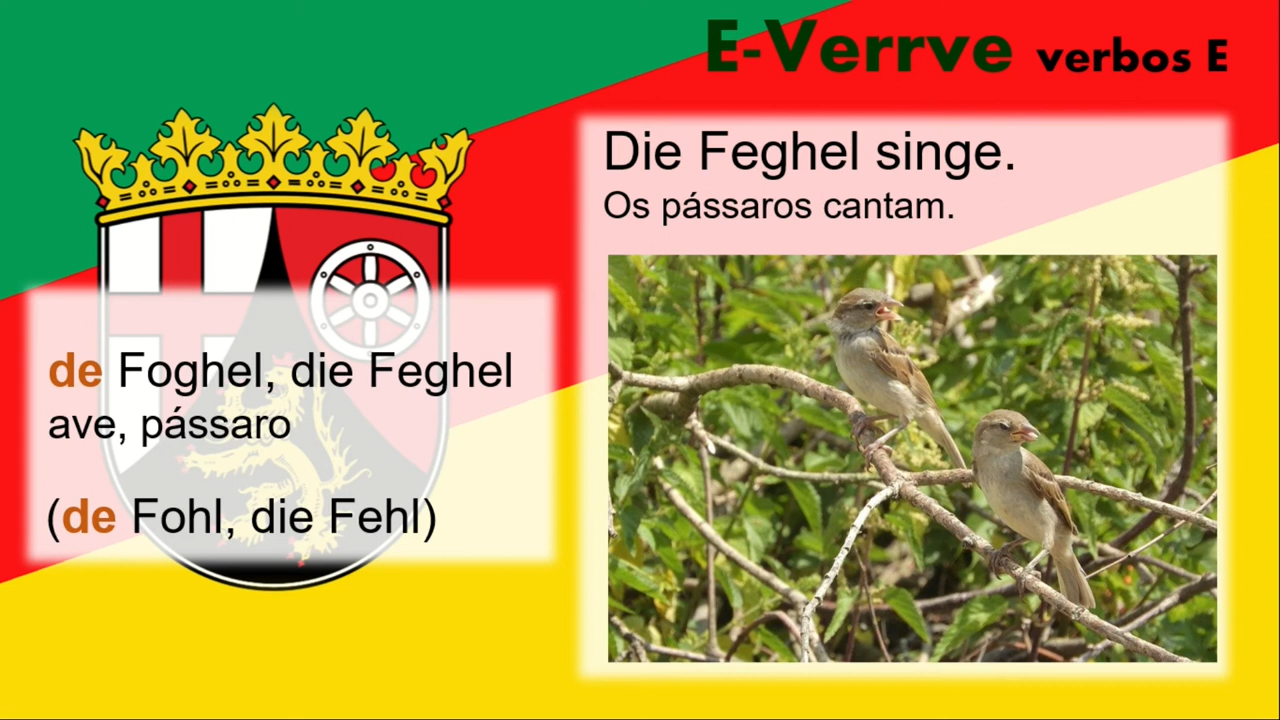 E-Verrve verbos E
Die Feghel singe.
Os pássaros cantam.
de Foghel, die Feghel
ave, pássaro
(de Fohl, die Fehl)